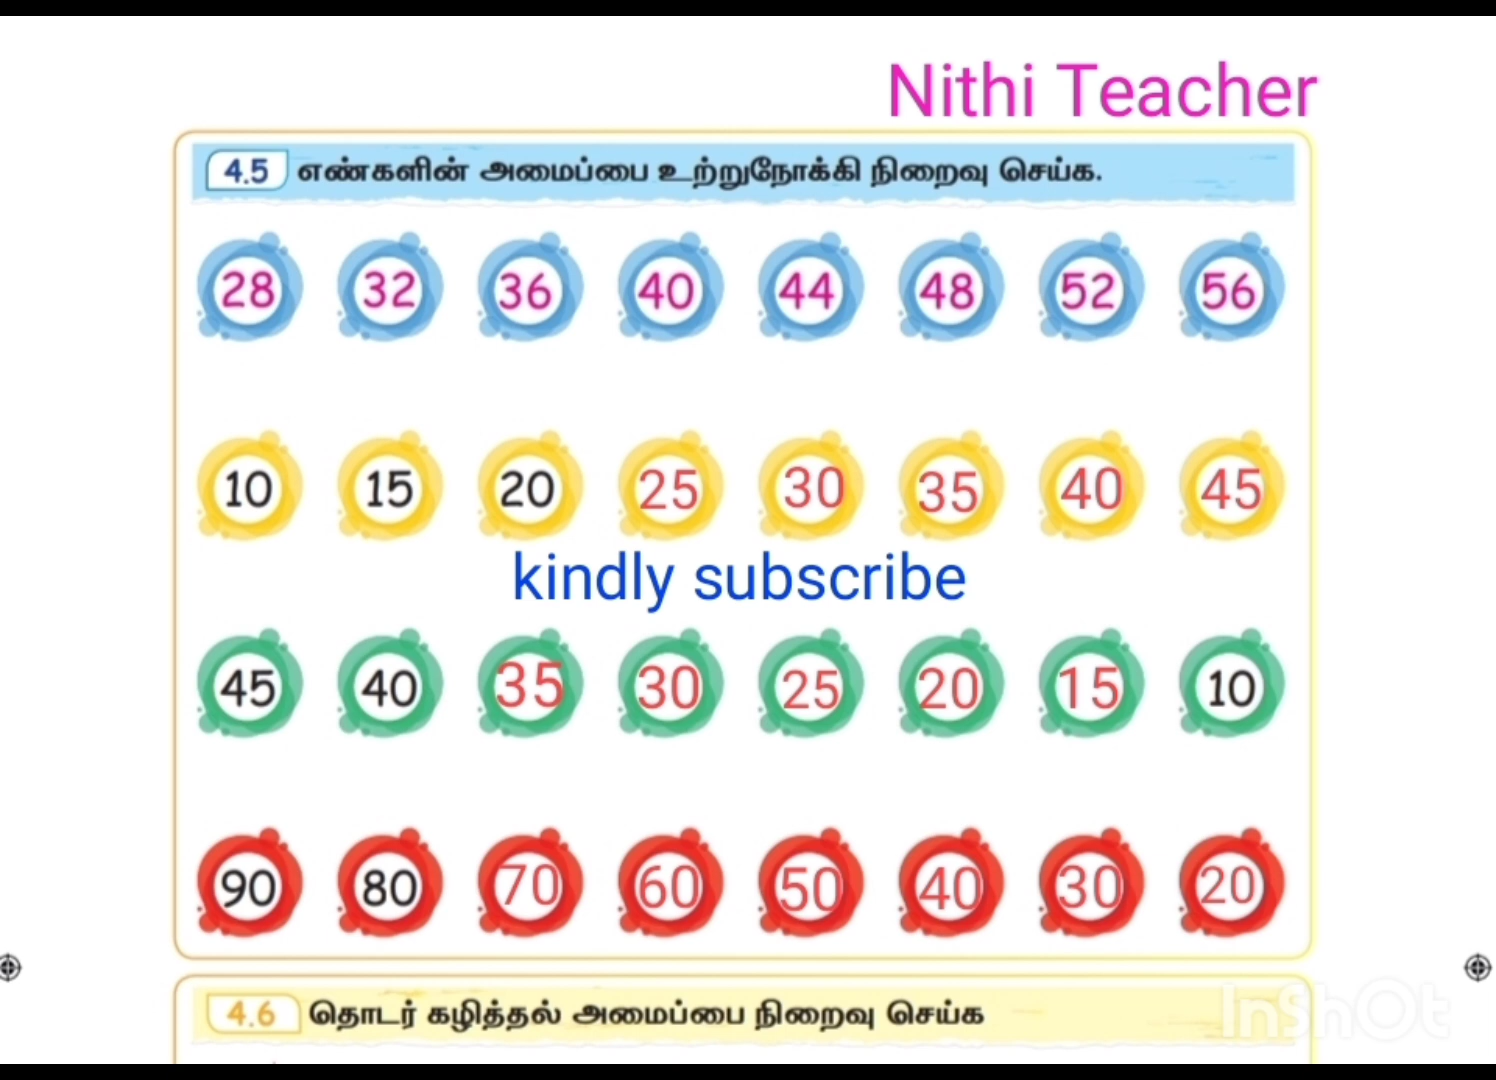 Nithi Teacher
4.5 எண்களின் அமைப்பை உற்றுநோக்கி நிறைவு செய்க.
28 32 36 40 44 48 52 56
10 15 20 25 30 35 40 45
kindly subscribe
45 40 35 30 25 20 15 10
90 80 70 60 50 40 30 20
4.6 தொடர் கழித்தல் அமைப்பை நிறைவு செய்க
InShOt